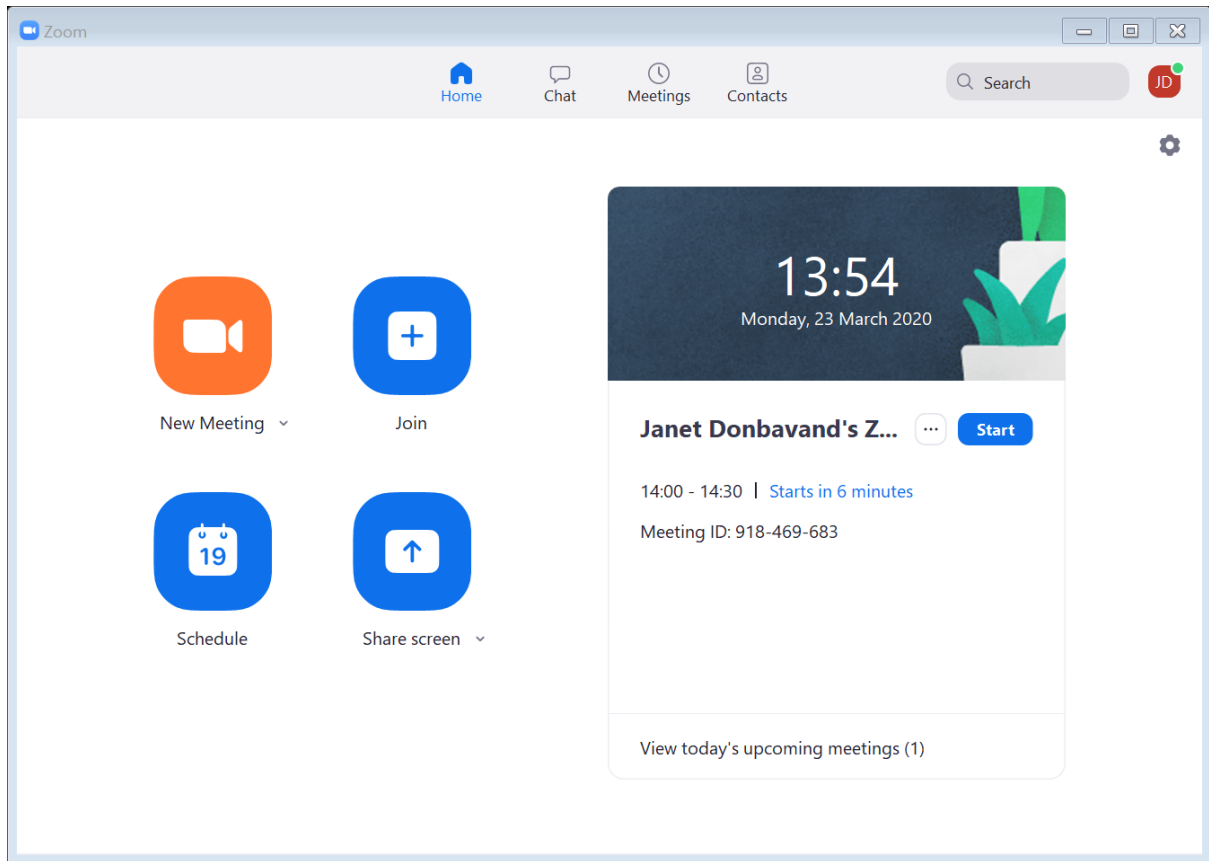 Zoom
Home Chat Meetings Contacts Search JD
13:54
Monday, 23 March 2020
New Meeting
Join
Janet Donbavand's Z... ... Start
14:00 - 14:30 | Starts in 6 minutes
Meeting ID: 918-469-683
19
Schedule
Share screen
View today's upcoming meetings (1)